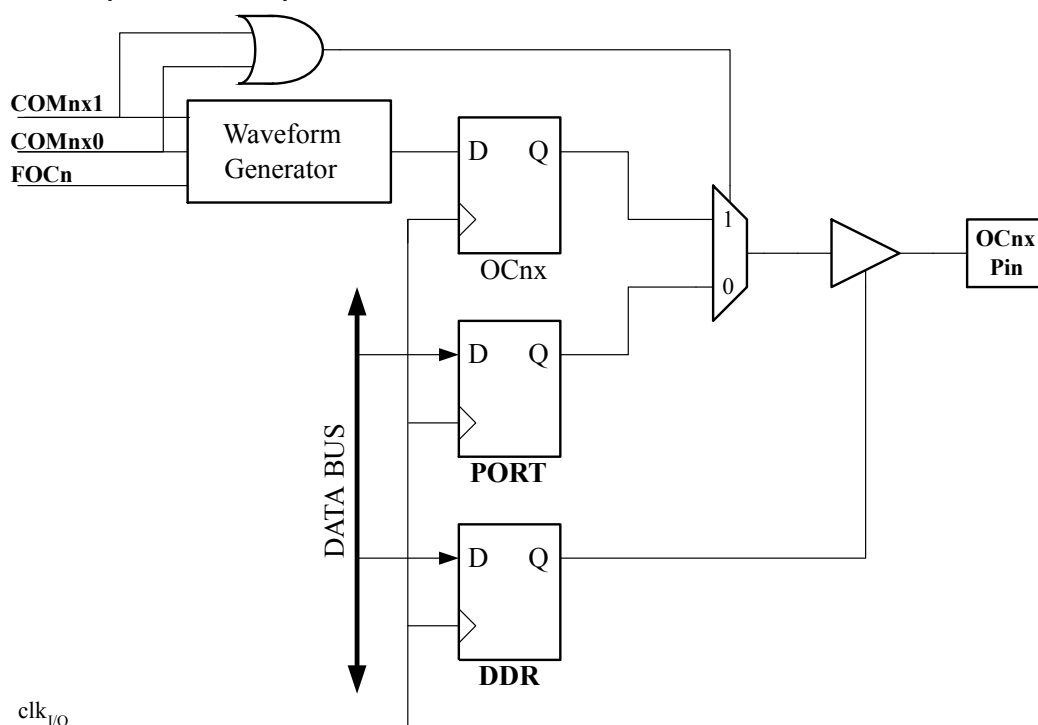 COMnx1
COMnx0
FOCn
Waveform
Generator
D Q
OCnx
1
0
OCnx
Pin
D Q
PORT
DATA BUS
D Q
DDR
clkI/O